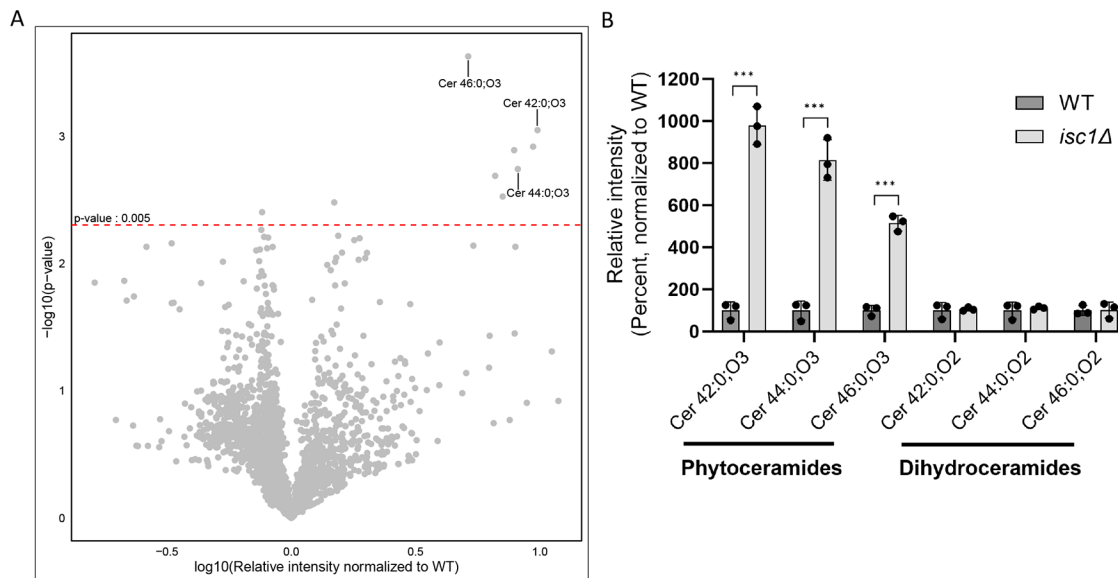 A
Cer 46:0;O3
Cer 42:0;O3
Cer 44:0;O3
p-value : 0.005
3
2
1
0
−log10(p−value)
−0.5
0.0
0.5
1.0
log10(Relative intensity normalized to WT)
B
Relative intensity
(Percent, normalized to WT)
1200
1000
800
600
400
200
100
0
***
***
***
WT
isc1Δ
Cer 42:0;O3
Cer 44:0;O3
Cer 46:0;O3
Cer 42:0;O2
Cer 44:0;O2
Cer 46:0;O2
Phytoceramides
Dihydroceramides